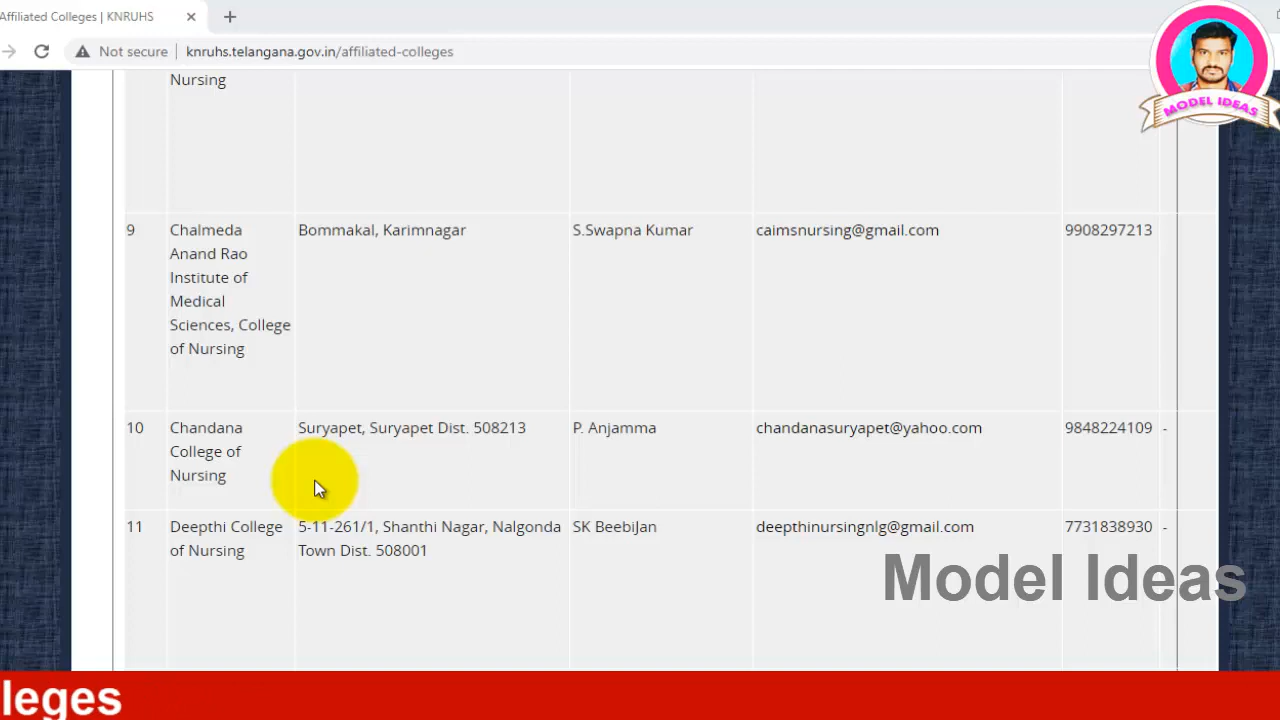 Affiliated Colleges | KNRUHS
Not secure
knruhs.telangana.gov.in/affiliated-colleges
MODEL IDEAS
Nursing
9
Chalmeda
Anand Rao
Institute of
Medical
Sciences, College
of Nursing
Bommakal, Karimnagar
S.Swapna Kumar
caimsnursing@gmail.com
9908297213
10
Chandana
College of
Nursing
Suryapet, Suryapet Dist. 508213
P. Anjamma
chandanasuryapet@yahoo.com
9848224109
-
11
Deepthi College
of Nursing
5-11-261/1, Shanthi Nagar, Nalgonda
Town Dist. 508001
SK BeebiJan
deepthinursingnlg@gmail.com
7731838930
-
Model Ideas
leges